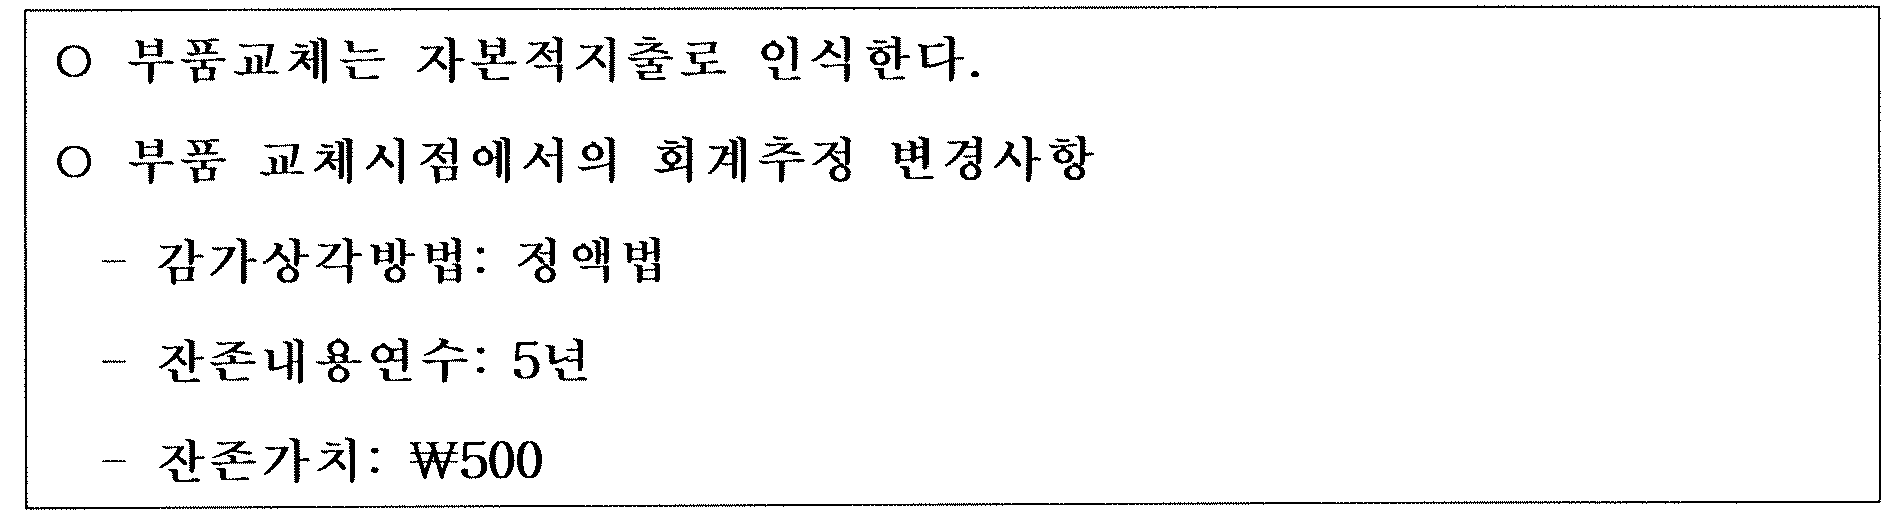 ○ 부품교체는 자본적지출로 인식한다.
○ 부품 교체시점에서의 회계추정 변경사항
- 감가상각방법: 정액법
- 잔존내용연수: 5년
- 잔존가치: ₩500